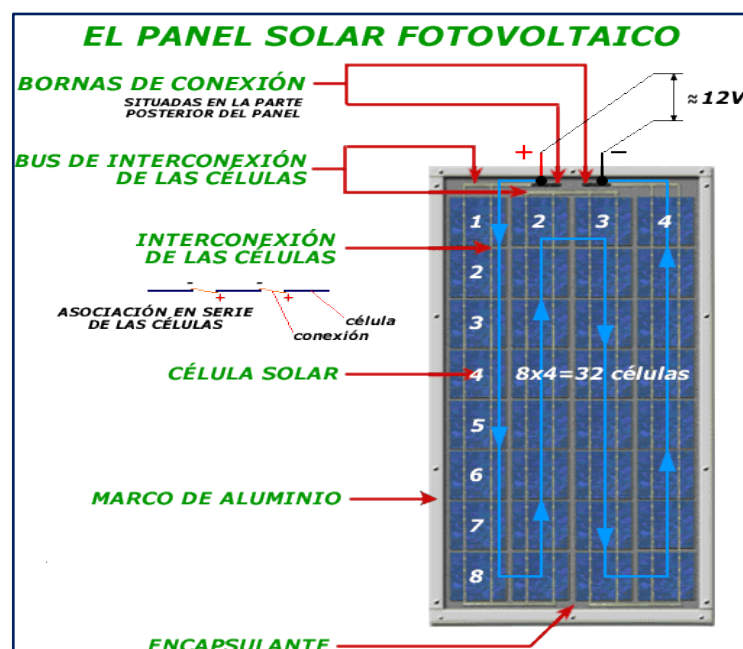 EL PANEL SOLAR FOTOVOLTAICO
BORNAS DE CONEXIÓN
SITUADAS EN LA PARTE
POSTERIOR DEL PANEL
≈12V
+ −
BUS DE INTERCONEXIÓN
DE LAS CÉLULAS
1 2 3 4
INTERCONEXIÓN
DE LAS CÉLULAS
2
- + - +
ASOCIACIÓN EN SERIE
DE LAS CÉLULAS
célula
conexión
3
CÉLULA SOLAR
4
8x4=32 células
5
6
MARCO DE ALUMINIO
7
8
ENCAPSULANTE